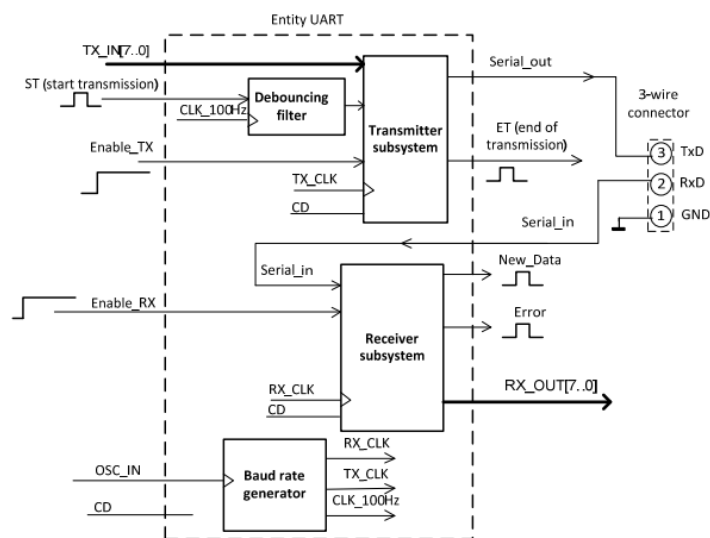 Entity UART
TX_IN[7..0]
ST (start transmission)
CLK_100Hz
Debouncing
filter
Enable_TX
TX_CLK
CD
Transmitter
subsystem
Serial_out
ET (end of
transmission)
3-wire
connector
3 TxD
2 RxD
1 GND
Serial_in
Serial_in
Enable_RX
RX_CLK
CD
Receiver
subsystem
New_Data
Error
RX_OUT[7..0]
OSC_IN
CD
Baud rate
generator
RX_CLK
TX_CLK
CLK_100Hz